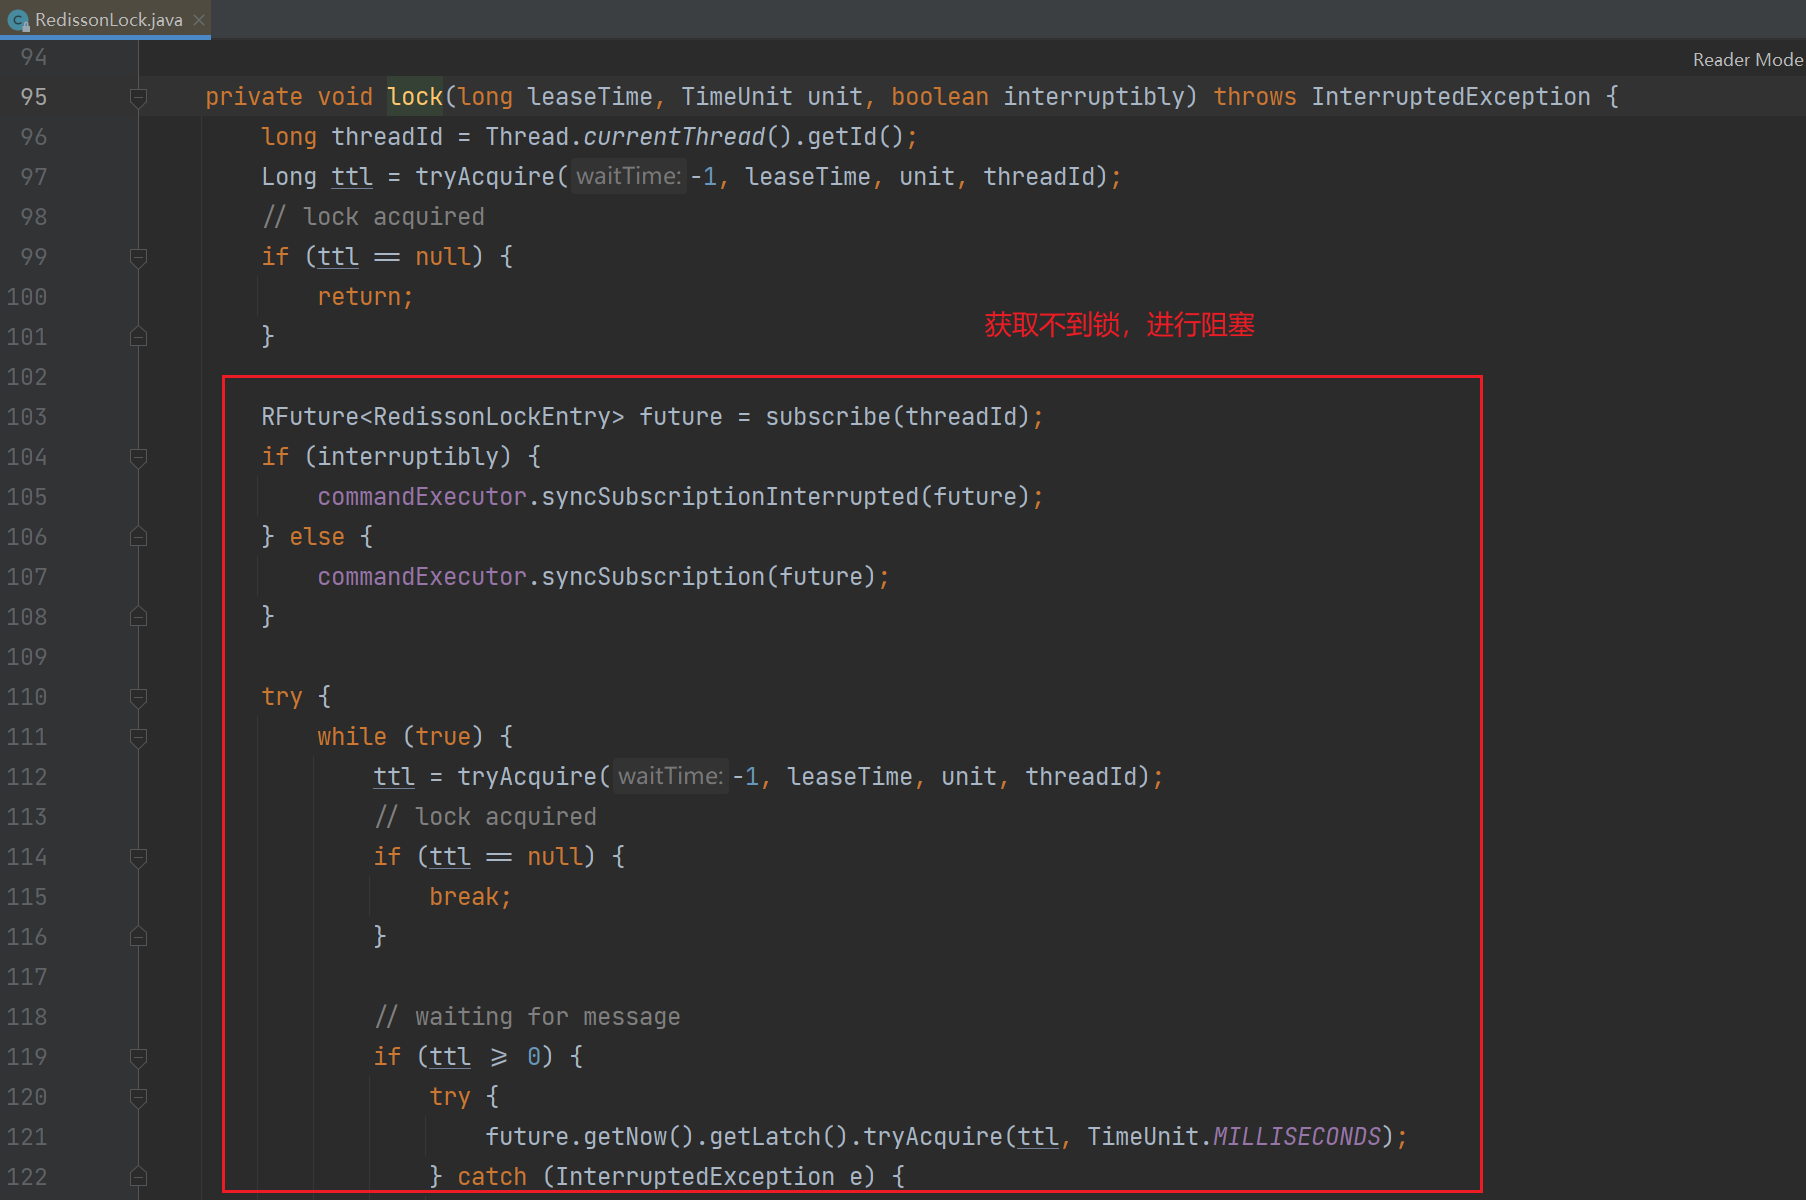 RedissonLock.java
94
Reader Mode
95 private void lock(long leaseTime, TimeUnit unit, boolean interruptibly) throws InterruptedException {
96 long threadId = Thread.currentThread().getId();
97 Long ttl = tryAcquire( waitTime: -1, leaseTime, unit, threadId);
98 // lock acquired
99 if (ttl == null) {
100 return;
获取不到锁，进行阻塞
101 }
102
103 RFuture<RedissonLockEntry> future = subscribe(threadId);
104 if (interruptibly) {
105 commandExecutor.syncSubscriptionInterrupted(future);
106 } else {
107 commandExecutor.syncSubscription(future);
108 }
109
110 try {
111 while (true) {
112 ttl = tryAcquire( waitTime: -1, leaseTime, unit, threadId);
113 // lock acquired
114 if (ttl == null) {
115 break;
116 }
117
118 // waiting for message
119 if (ttl >= 0) {
120 try {
121 future.getNow().getLatch().tryAcquire(ttl, TimeUnit.MILLISECONDS);
122 } catch (InterruptedException e) {